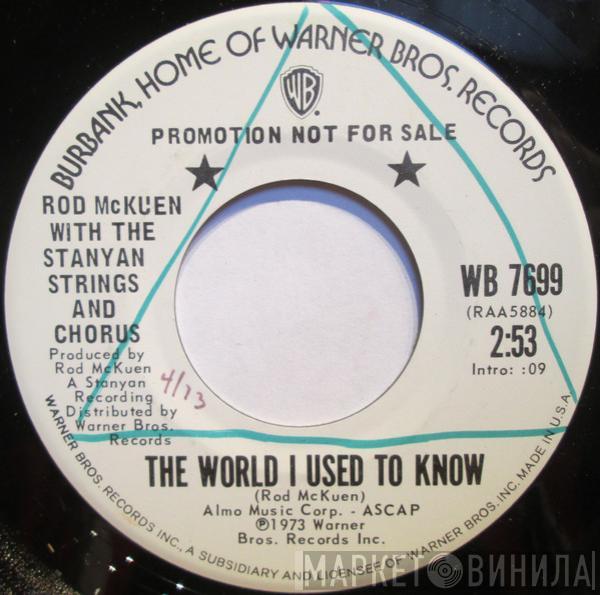 BURBANK, HOME OF WARNER BROS. RECORDS
WB
PROMOTION NOT FOR SALE
ROD McKUEN
WITH THE
STANYAN
STRINGS
AND
CHORUS
Produced by
Rod McKuen
A Stanyan
Recording
Distributed by
Warner Bros.
Records
4/73
WB 7699
(RAA5884)
2:53
Intro: :09
THE WORLD I USED TO KNOW
(Rod McKuen)
Almo Music Corp. - ASCAP
℗1973 Warner
Bros. Records Inc.
WARNER BROS. RECORDS INC., A SUBSIDIARY AND LICENSEE OF WARNER BROS. INC. MADE IN U.S.A.
МАРКЕТ ВИНИЛА